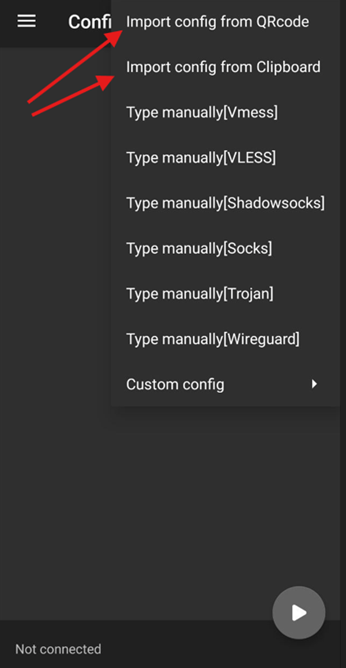 Confi
Import config from QRcode
Import config from Clipboard
Type manually[Vmess]
Type manually[VLESS]
Type manually[Shadowsocks]
Type manually[Socks]
Type manually[Trojan]
Type manually[Wireguard]
Custom config
Not connected